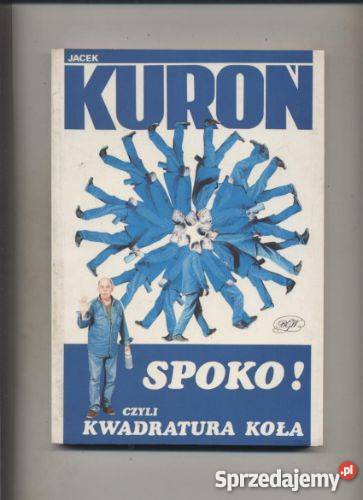 JACEK
KUROŃ
SPOKO!
CZYLI
KWADRATURA KOŁA
Sprzedajemy.pl